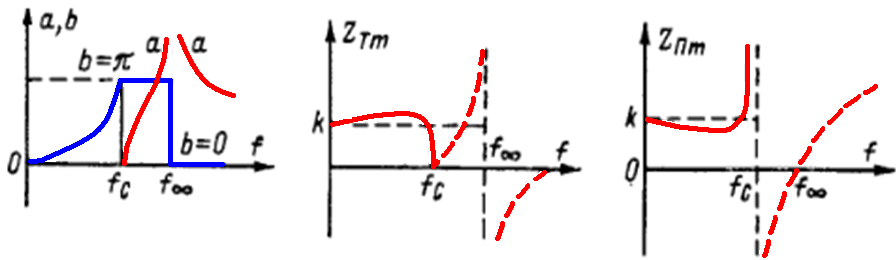 a, b
b=π
a
a
b=0
f
0
f_c
f_∞
Z_Tm
k
f_∞
f
f_c
Z_Пm
k
0
f
f_c
f_∞